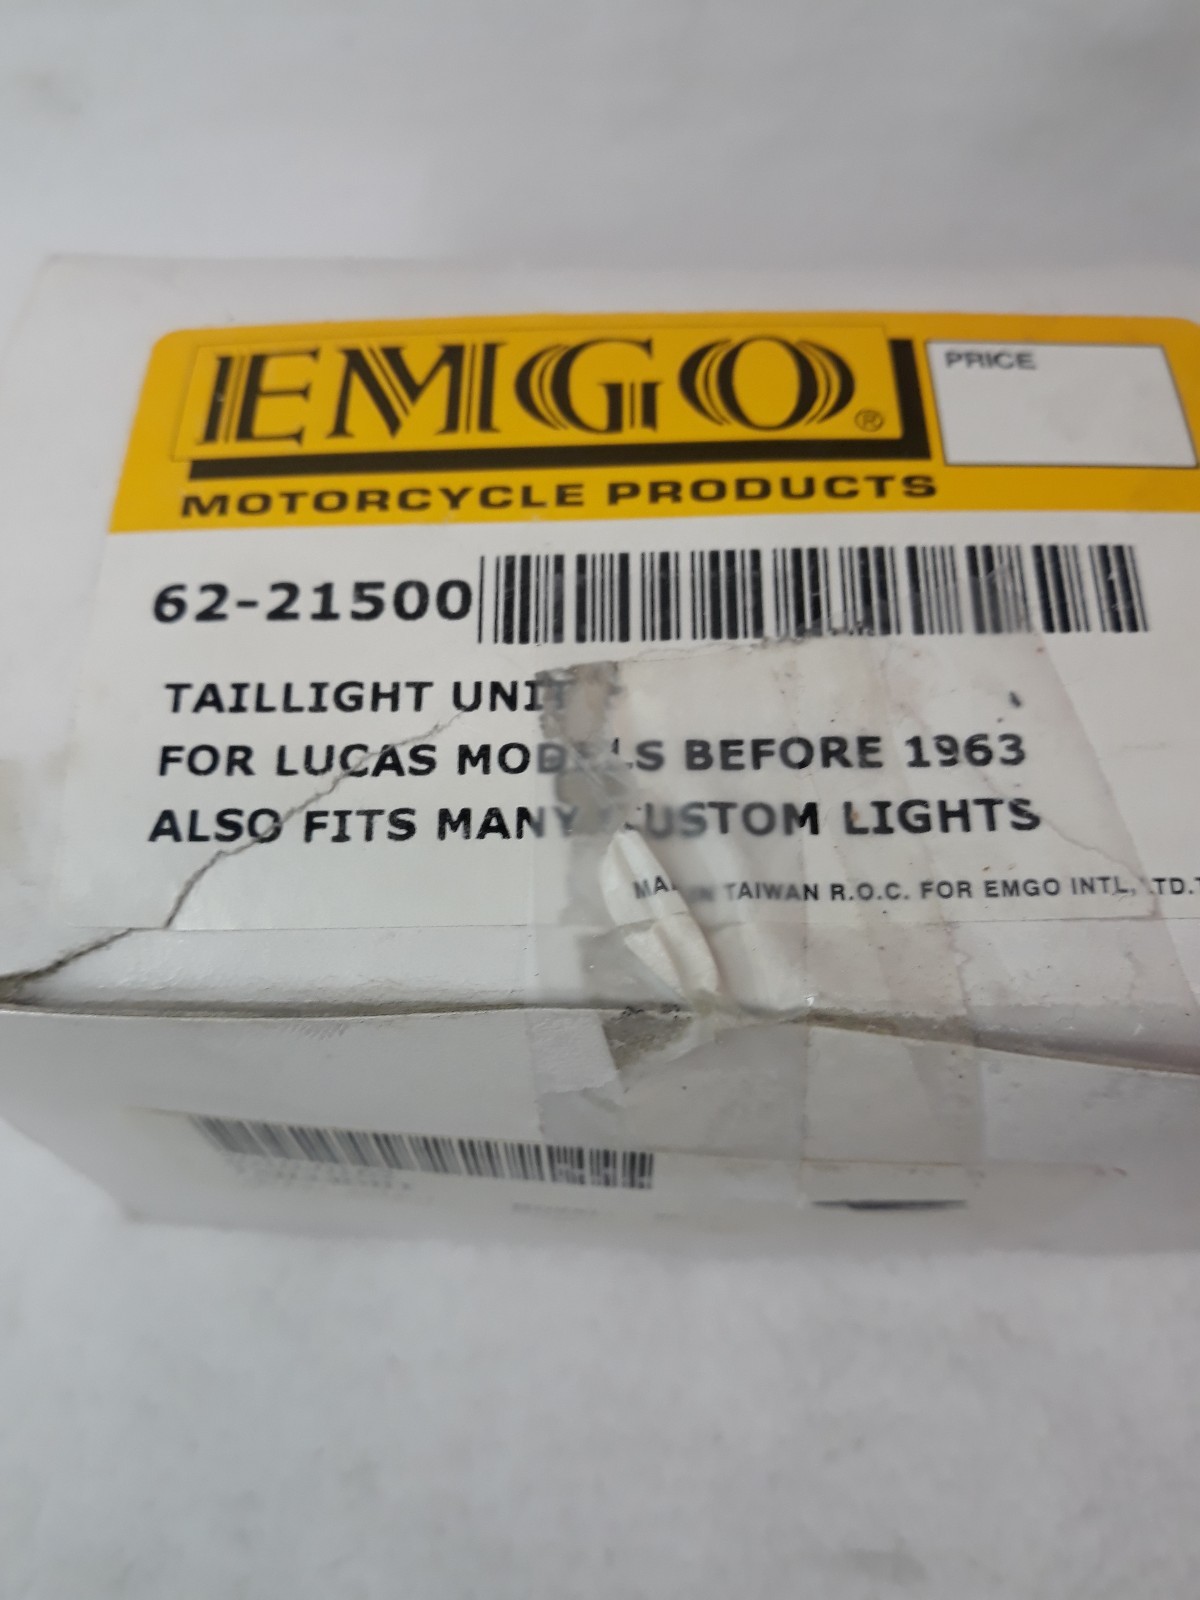 EMGO®
PRICE
MOTORCYCLE PRODUCTS
62-21500
TAILLIGHT UNIT
FOR LUCAS MODELS BEFORE 1963
ALSO FITS MANY CUSTOM LIGHTS
TAIWAN R.O.C. FOR EMGO INTL,